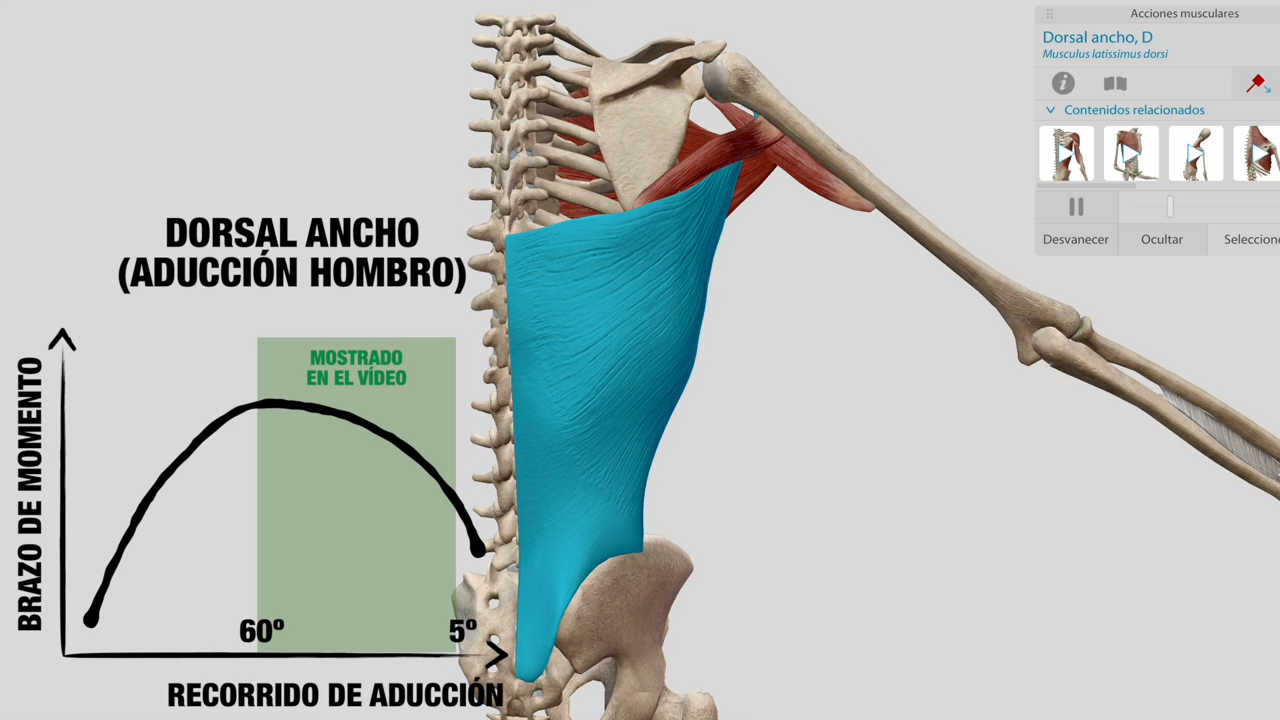 Acciones musculares
Dorsal ancho, D
Musculus latissimus dorsi
Contenidos relacionados
Desvanecer
Ocultar
DORSAL ANCHO
(ADUCCIÓN HOMBRO)
MOSTRADO
EN EL VÍDEO
BRAZO DE MOMENTO
60º
5º
RECORRIDO DE ADUCCIÓN